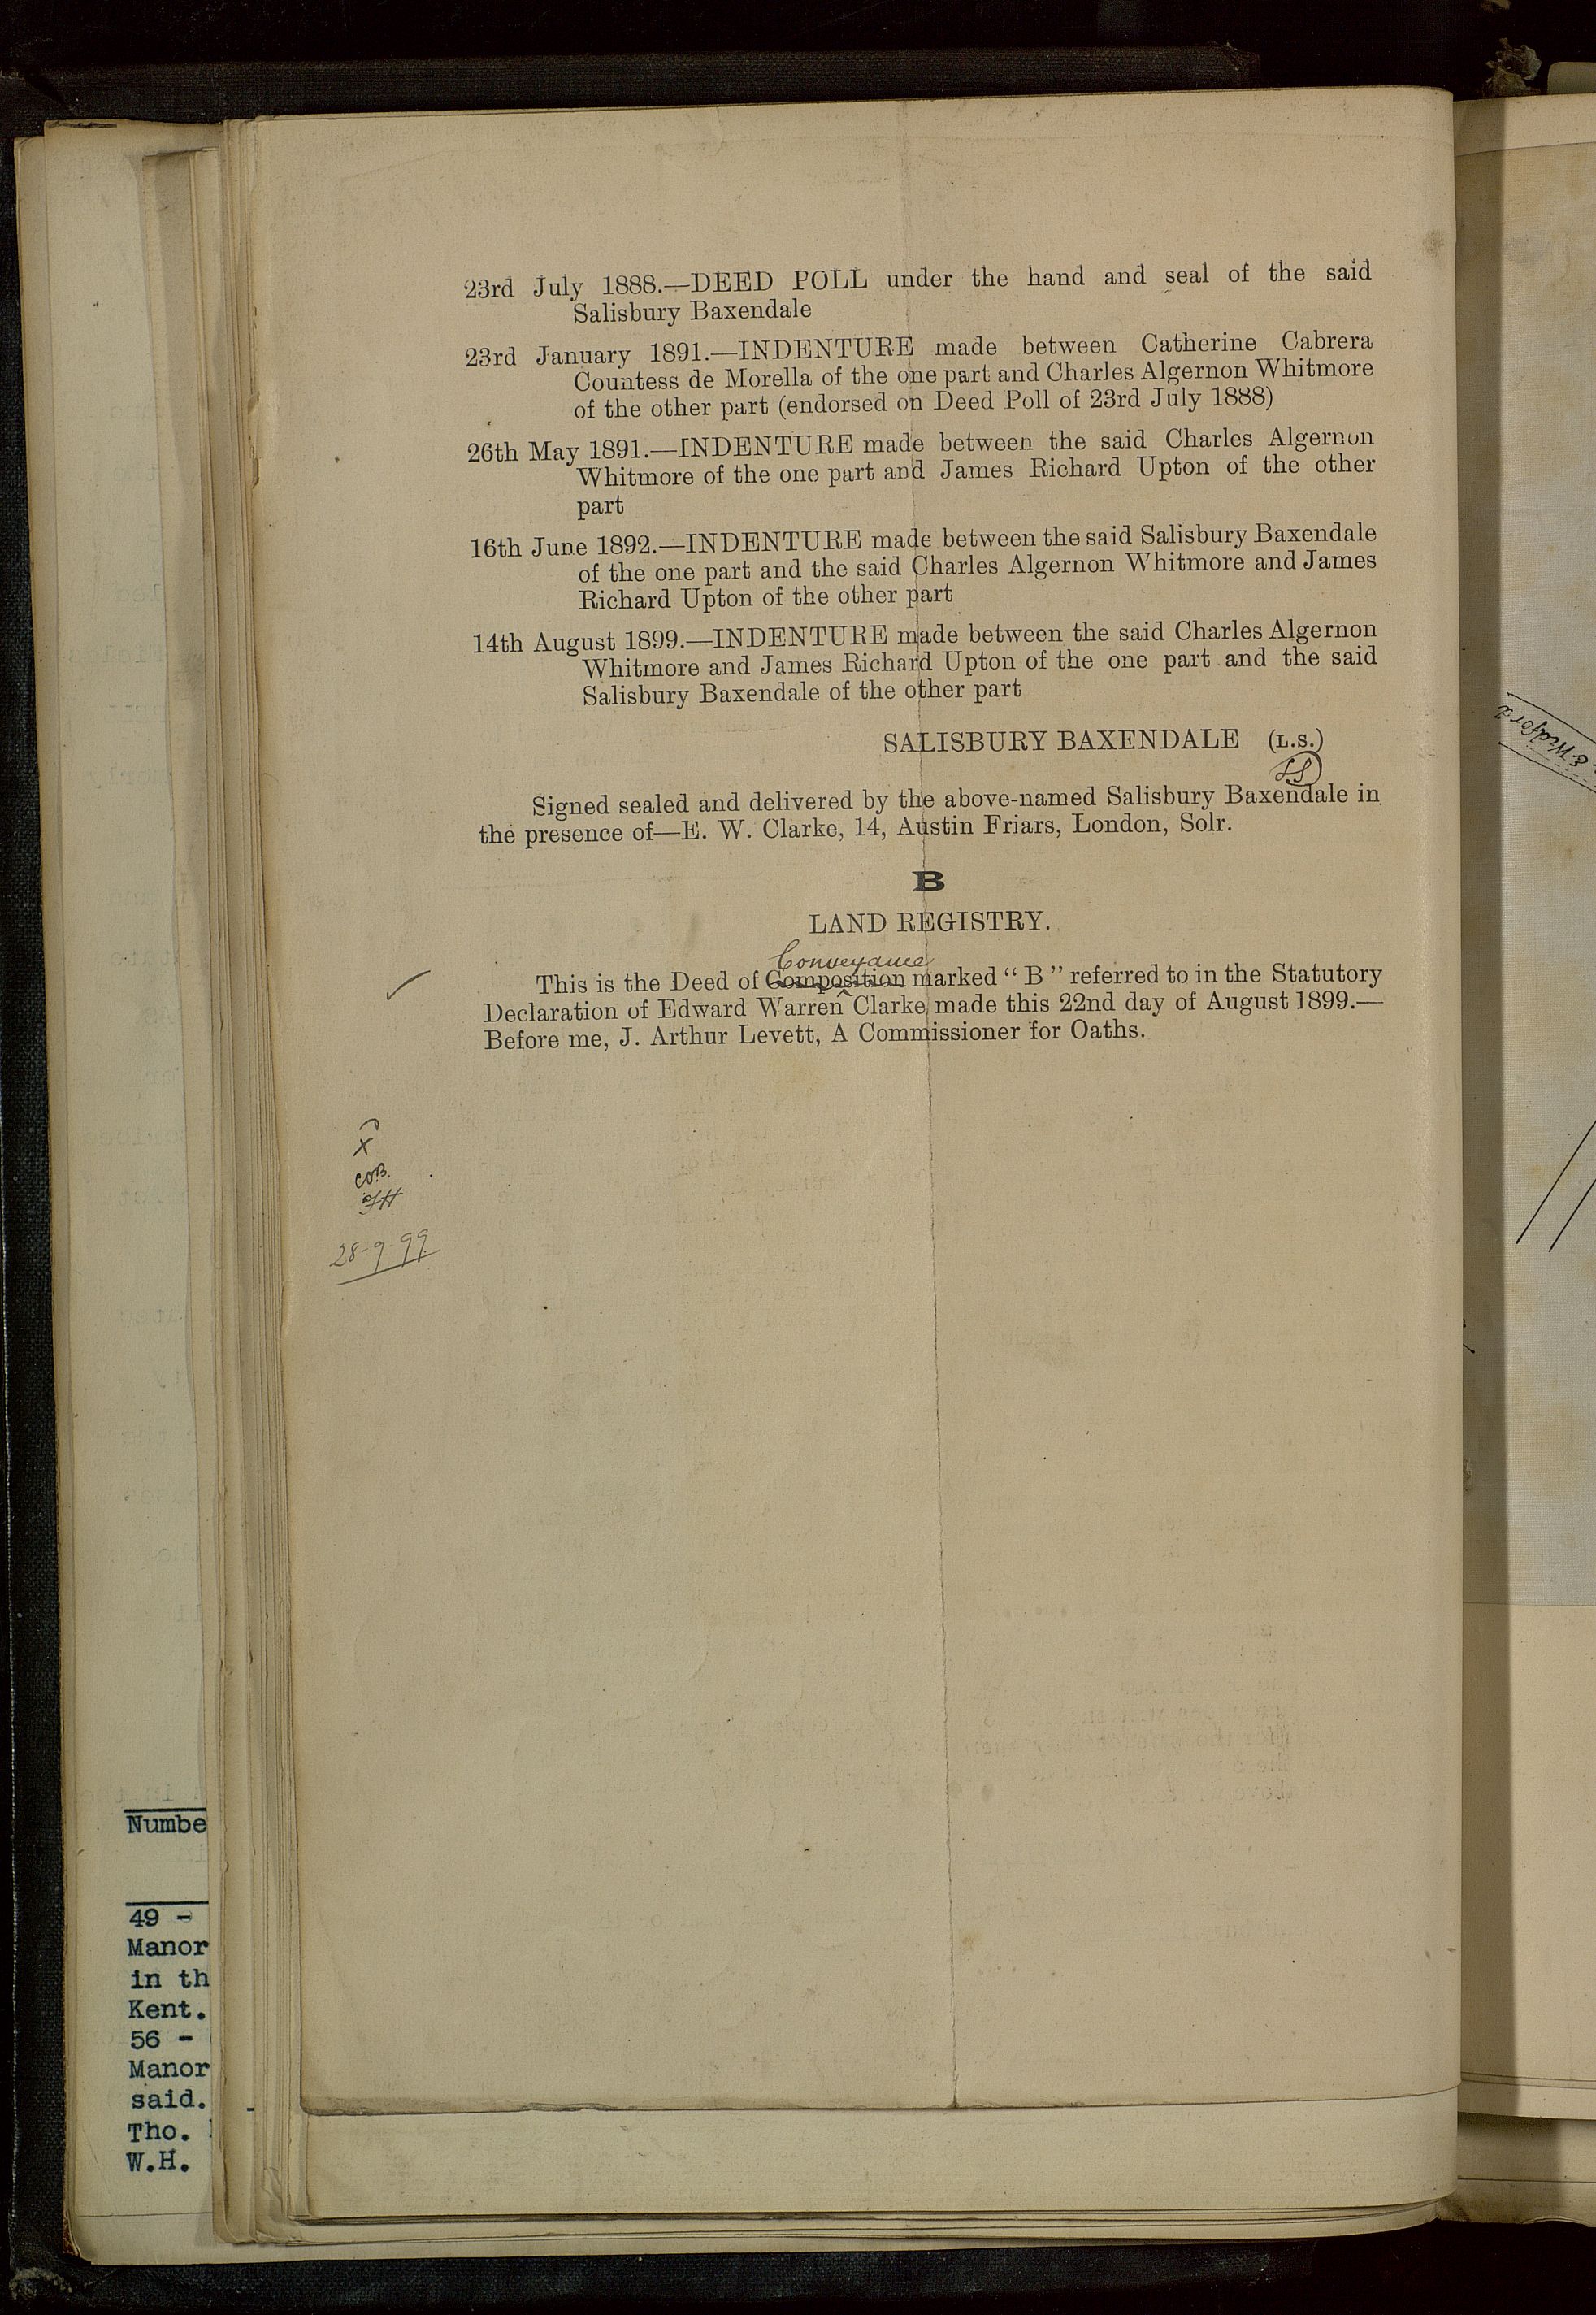 23rd July 1888.—DEED POLL under the hand and seal of the said
Salisbury Baxendale
23rd January 1891.—INDENTURE made between Catherine Cabrera
Countess de Morella of the one part and Charles Algernon Whitmore
of the other part (endorsed on Deed Poll of 23rd July 1888)
26th May 1891.—INDENTURE made between the said Charles Algernon
Whitmore of the one part and James Richard Upton of the other
part
16th June 1892.—INDENTURE made between the said Salisbury Baxendale
of the one part and the said Charles Algernon Whitmore and James
Richard Upton of the other part
14th August 1899.—INDENTURE made between the said Charles Algernon
Whitmore and James Richard Upton of the one part and the said
Salisbury Baxendale of the other part
SALISBURY BAXENDALE (L.S.)
Signed sealed and delivered by the above-named Salisbury Baxendale in
the presence of—E. W. Clarke, 14, Austin Friars, London, Solr.
B
LAND REGISTRY.
Conveyance
This is the Deed of Composition marked “ B ” referred to in the Statutory
Declaration of Edward Warren Clarke made this 22nd day of August 1899.—
Before me, J. Arthur Levett, A Commissioner for Oaths.
X
28-9-99
Numbe
49 -
Manor
in th
Kent.
56 -
Manor
said.
Tho.
W.H.